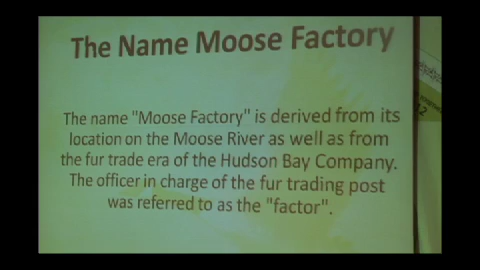 The Name Moose Factory
The name "Moose Factory" is derived from its
location on the Moose River as well as from
the fur trade era of the Hudson Bay Company.
The officer in charge of the fur trading post
was referred to as the "factor".
12